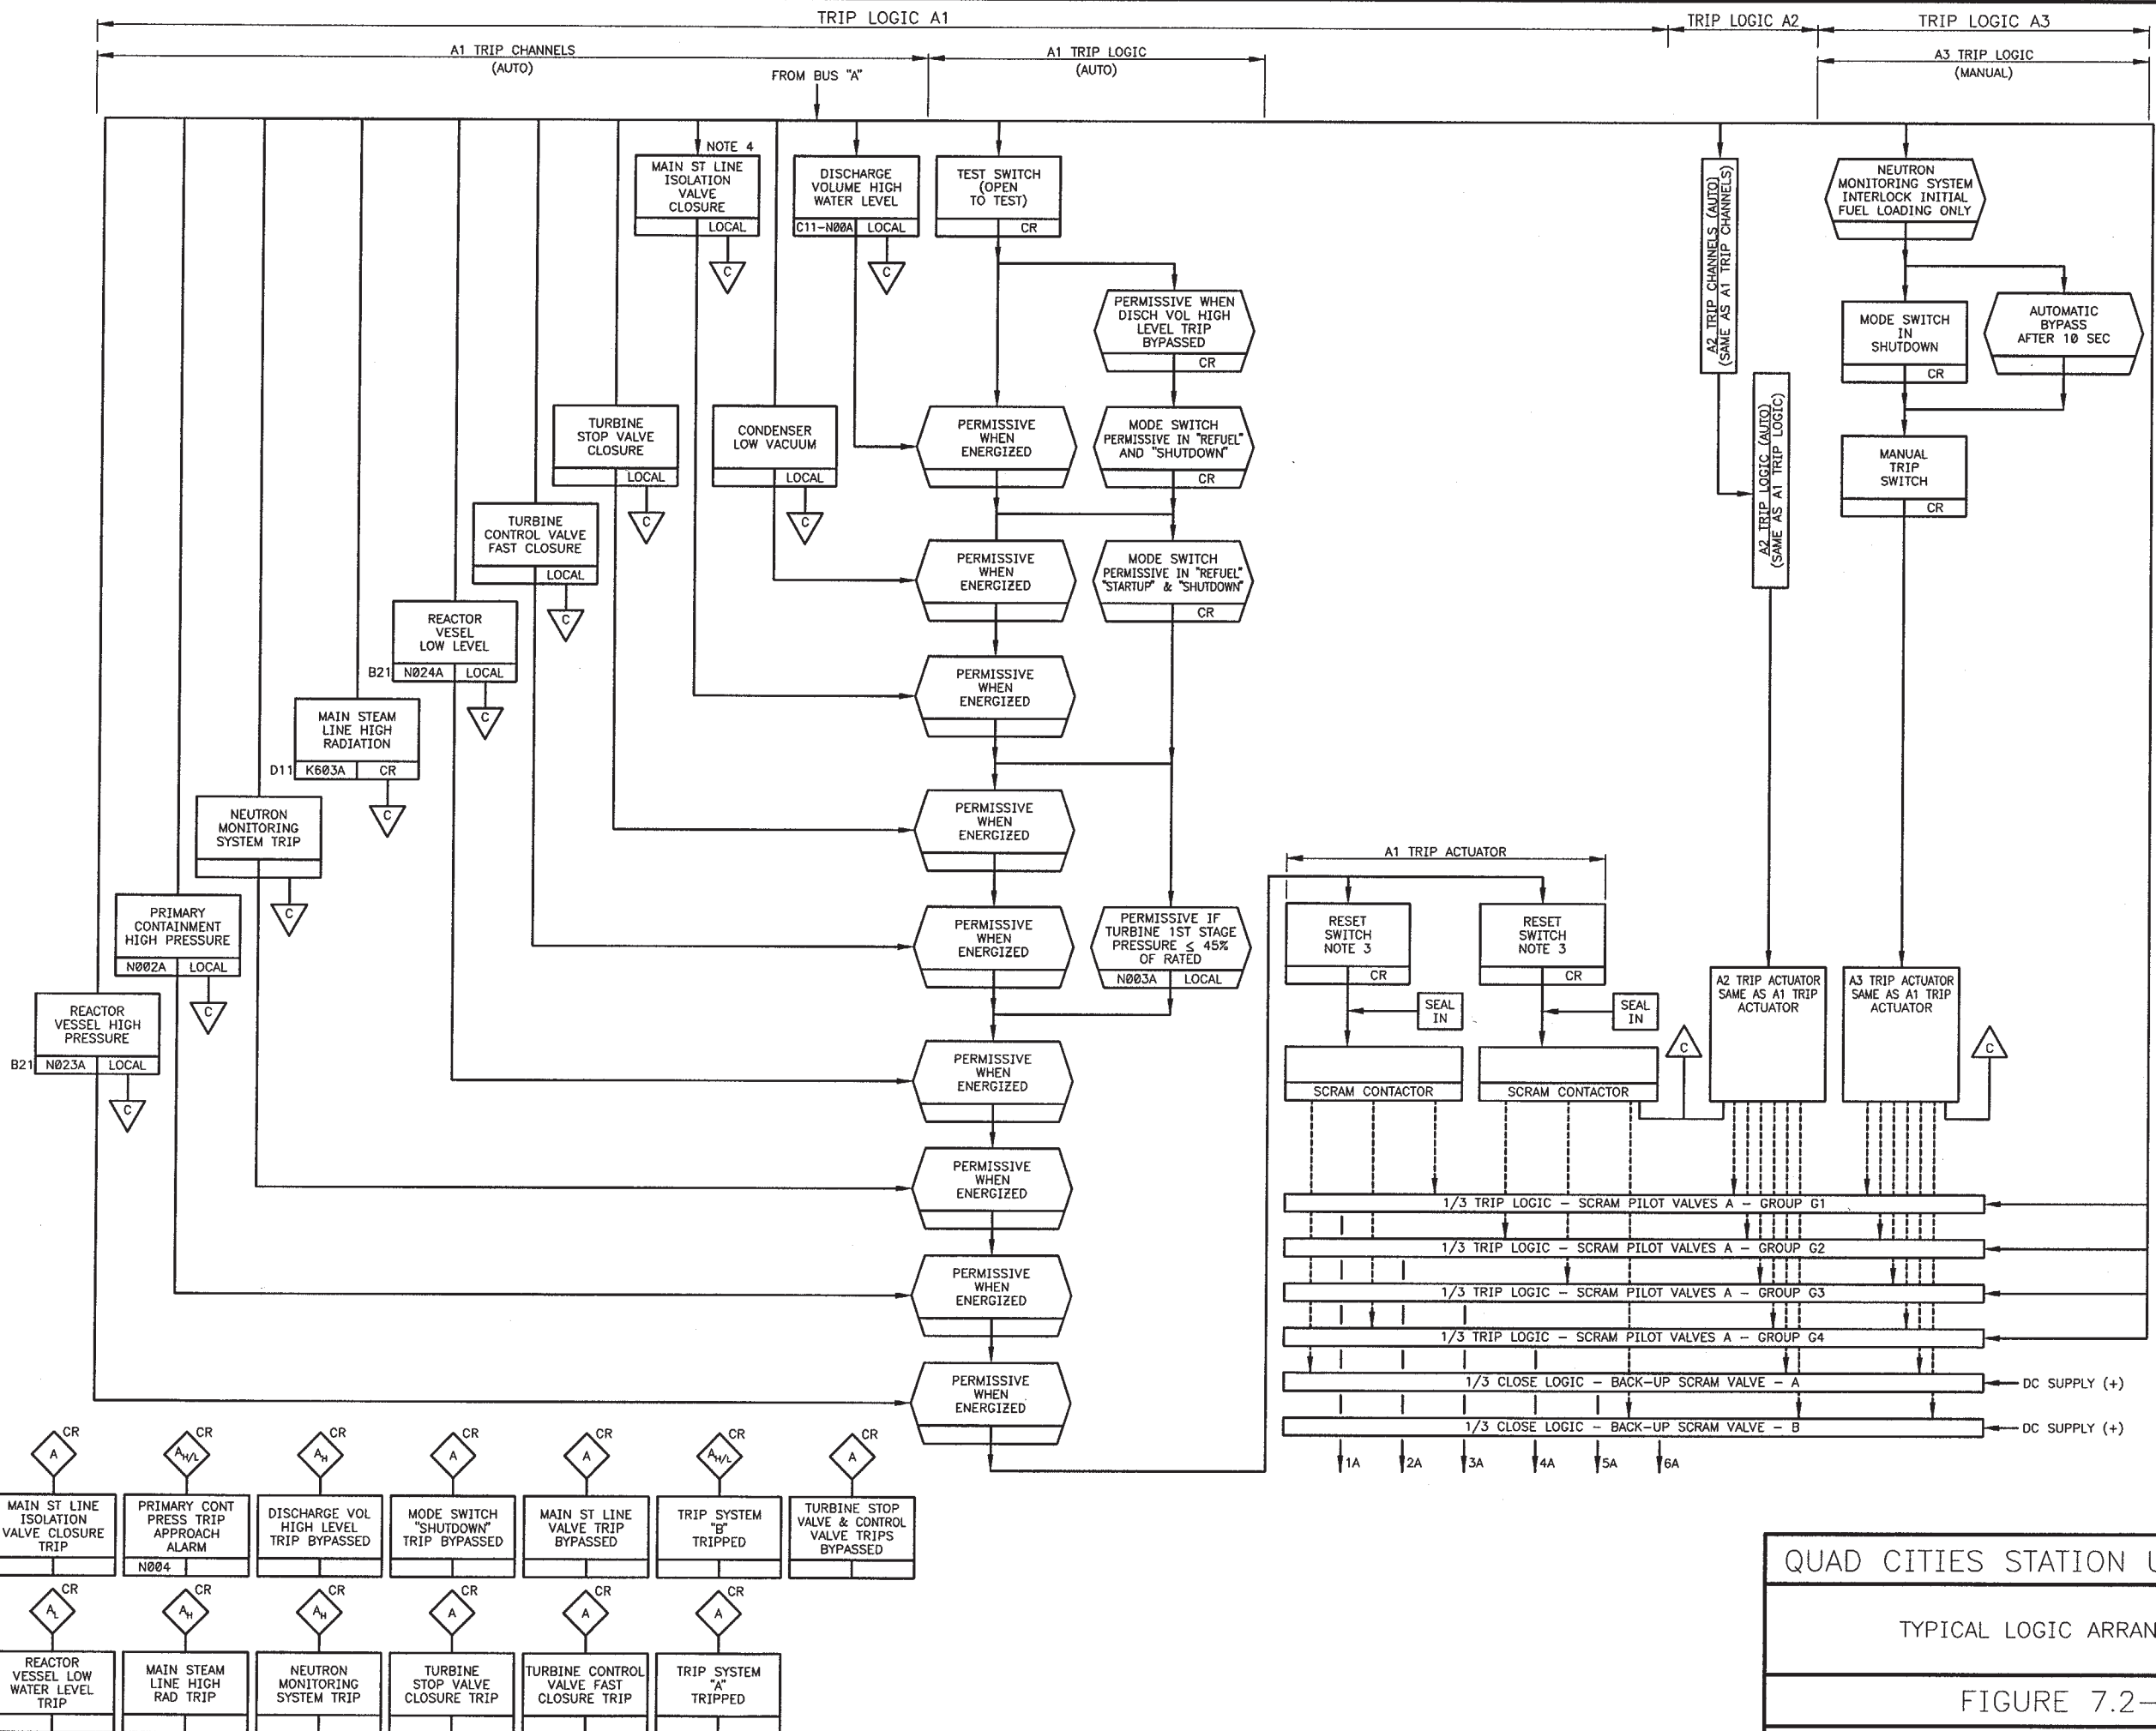 TRIP LOGIC A1
TRIP LOGIC A2
TRIP LOGIC A3
A1 TRIP CHANNELS
(AUTO)
A1 TRIP LOGIC
(AUTO)
A3 TRIP LOGIC
(MANUAL)
FROM BUS "A"
NOTE 4
MAIN ST LINE
ISOLATION
VALVE
CLOSURE
LOCAL
C
DISCHARGE
VOLUME HIGH
WATER LEVEL
C11-N00A
LOCAL
C
TEST SWITCH
(OPEN
TO TEST)
CR
PERMISSIVE WHEN
DISCH VOL HIGH
LEVEL TRIP
BYPASSED
CR
A2 TRIP CHANNELS (AUTO)
(SAME AS A1 TRIP CHANNELS)
A2 TRIP LOGIC (AUTO)
(SAME AS A1 TRIP LOGIC)
NEUTRON
MONITORING SYSTEM
INTERLOCK INITIAL
FUEL LOADING ONLY
MODE SWITCH
IN
SHUTDOWN
CR
AUTOMATIC
BYPASS
AFTER 10 SEC
MANUAL
TRIP
SWITCH
CR
TURBINE
STOP VALVE
CLOSURE
LOCAL
C
CONDENSER
LOW VACUUM
LOCAL
C
PERMISSIVE
WHEN
ENERGIZED
MODE SWITCH
PERMISSIVE IN "REFUEL"
AND "SHUTDOWN"
CR
TURBINE
CONTROL VALVE
FAST CLOSURE
LOCAL
C
PERMISSIVE
WHEN
ENERGIZED
MODE SWITCH
PERMISSIVE IN "REFUEL"
"STARTUP" & "SHUTDOWN"
CR
REACTOR
VESEL
LOW LEVEL
B21
N024A
LOCAL
C
PERMISSIVE
WHEN
ENERGIZED
MAIN STEAM
LINE HIGH
RADIATION
D11
K603A
CR
C
NEUTRON
MONITORING
SYSTEM TRIP
C
PERMISSIVE
WHEN
ENERGIZED
PRIMARY
CONTAINMENT
HIGH PRESSURE
N002A
LOCAL
C
PERMISSIVE
WHEN
ENERGIZED
PERMISSIVE IF
TURBINE 1ST STAGE
PRESSURE ≤ 45%
OF RATED
N003A
LOCAL
REACTOR
VESSEL HIGH
PRESSURE
B21
N023A
LOCAL
C
PERMISSIVE
WHEN
ENERGIZED
PERMISSIVE
WHEN
ENERGIZED
PERMISSIVE
WHEN
ENERGIZED
PERMISSIVE
WHEN
ENERGIZED
A1 TRIP ACTUATOR
RESET
SWITCH
NOTE 3
CR
RESET
SWITCH
NOTE 3
CR
SEAL
IN
SEAL
IN
SCRAM CONTACTOR
SCRAM CONTACTOR
C
A2 TRIP ACTUATOR
SAME AS A1 TRIP
ACTUATOR
A3 TRIP ACTUATOR
SAME AS A1 TRIP
ACTUATOR
C
1/3 TRIP LOGIC - SCRAM PILOT VALVES A - GROUP G1
1/3 TRIP LOGIC - SCRAM PILOT VALVES A - GROUP G2
1/3 TRIP LOGIC - SCRAM PILOT VALVES A - GROUP G3
1/3 TRIP LOGIC - SCRAM PILOT VALVES A - GROUP G4
1/3 CLOSE LOGIC - BACK-UP SCRAM VALVE - A
DC SUPPLY (+)
1/3 CLOSE LOGIC - BACK-UP SCRAM VALVE - B
DC SUPPLY (+)
1A
2A
3A
4A
5A
6A
CR
A
MAIN ST LINE
ISOLATION
VALVE CLOSURE
TRIP
CR
AH/L
PRIMARY CONT
PRESS TRIP
APPROACH
ALARM
N004
CR
AH
DISCHARGE VOL
HIGH LEVEL
TRIP BYPASSED
CR
A
MODE SWITCH
"SHUTDOWN"
TRIP BYPASSED
CR
A
MAIN ST LINE
VALVE TRIP
BYPASSED
CR
AH/L
TRIP SYSTEM
"B"
TRIPPED
CR
A
TURBINE STOP
VALVE & CONTROL
VALVE TRIPS
BYPASSED
CR
AL
REACTOR
VESSEL LOW
WATER LEVEL
TRIP
CR
AH
MAIN STEAM
LINE HIGH
RAD TRIP
CR
AH
NEUTRON
MONITORING
SYSTEM TRIP
CR
A
TURBINE
STOP VALVE
CLOSURE TRIP
CR
A
TURBINE CONTROL
VALVE FAST
CLOSURE TRIP
CR
A
TRIP SYSTEM
"A"
TRIPPED
QUAD CITIES STATION U
TYPICAL LOGIC ARRAN
FIGURE 7.2-